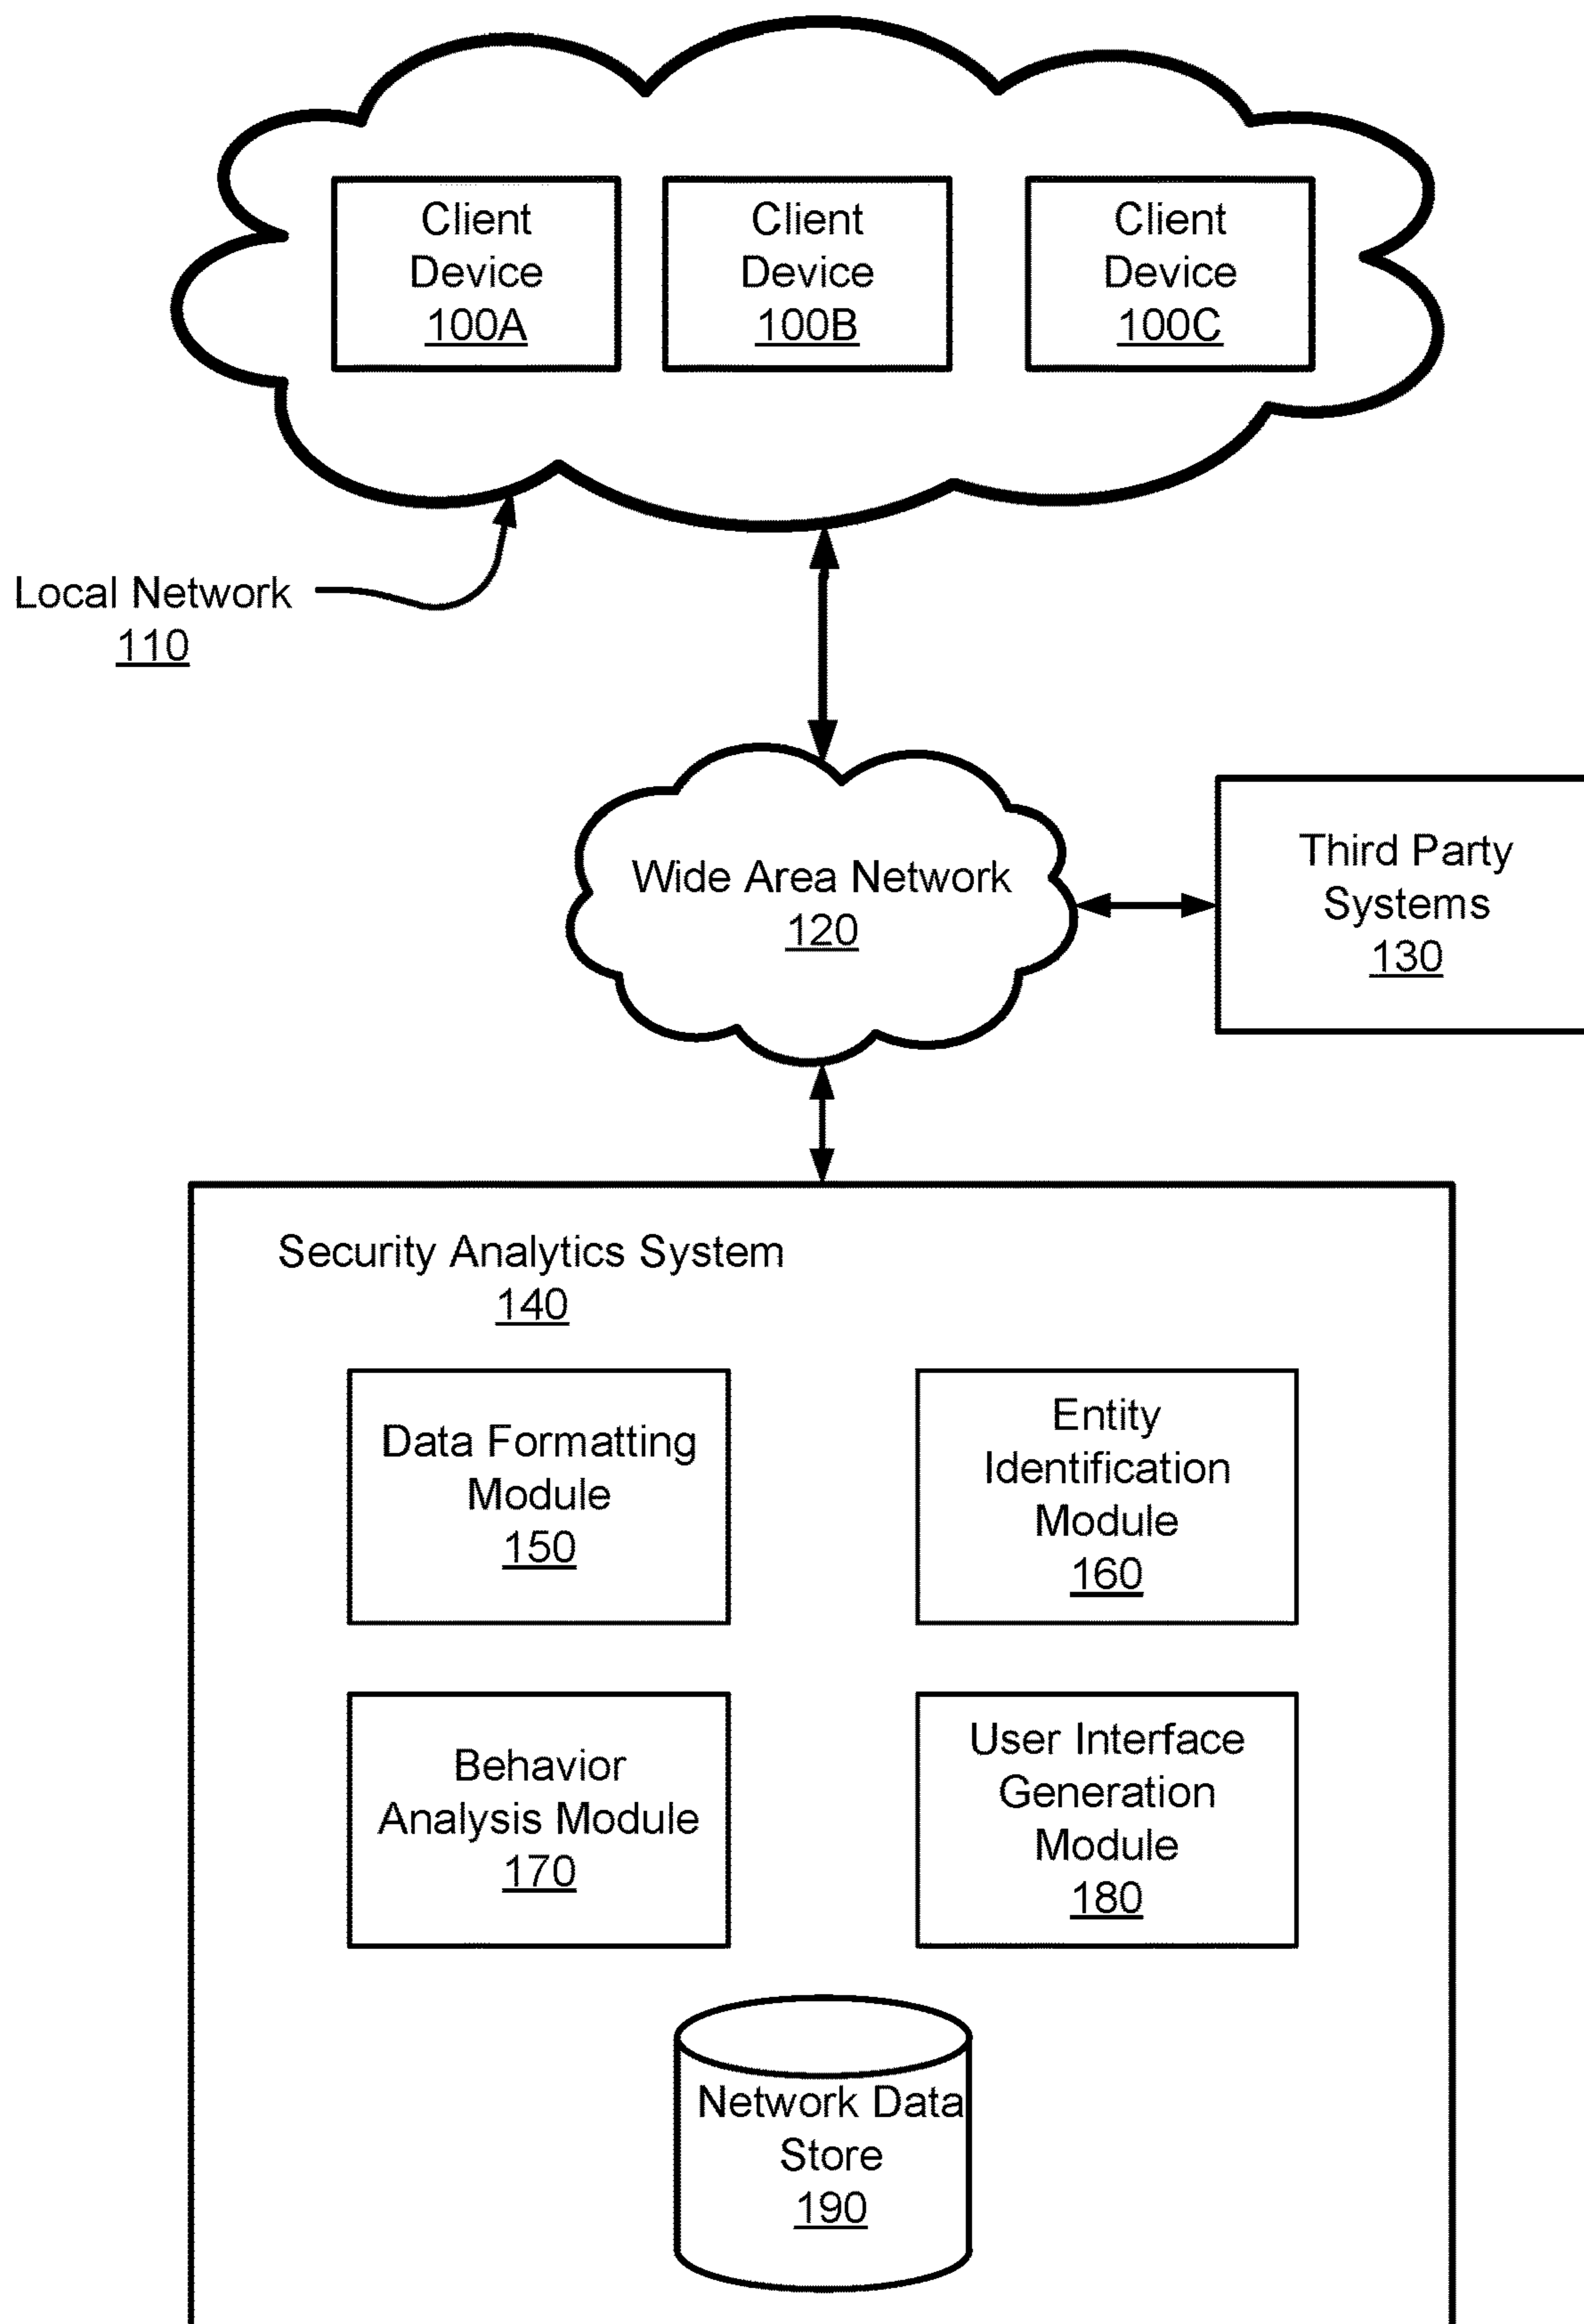 Client
Device
100A
Client
Device
100B
Client
Device
100C
Local Network
110
Wide Area Network
120
Third Party
Systems
130
Security Analytics System
140
Data Formatting
Module
150
Entity
Identification
Module
160
Behavior
Analysis Module
170
User Interface
Generation
Module
180
Network Data
Store
190